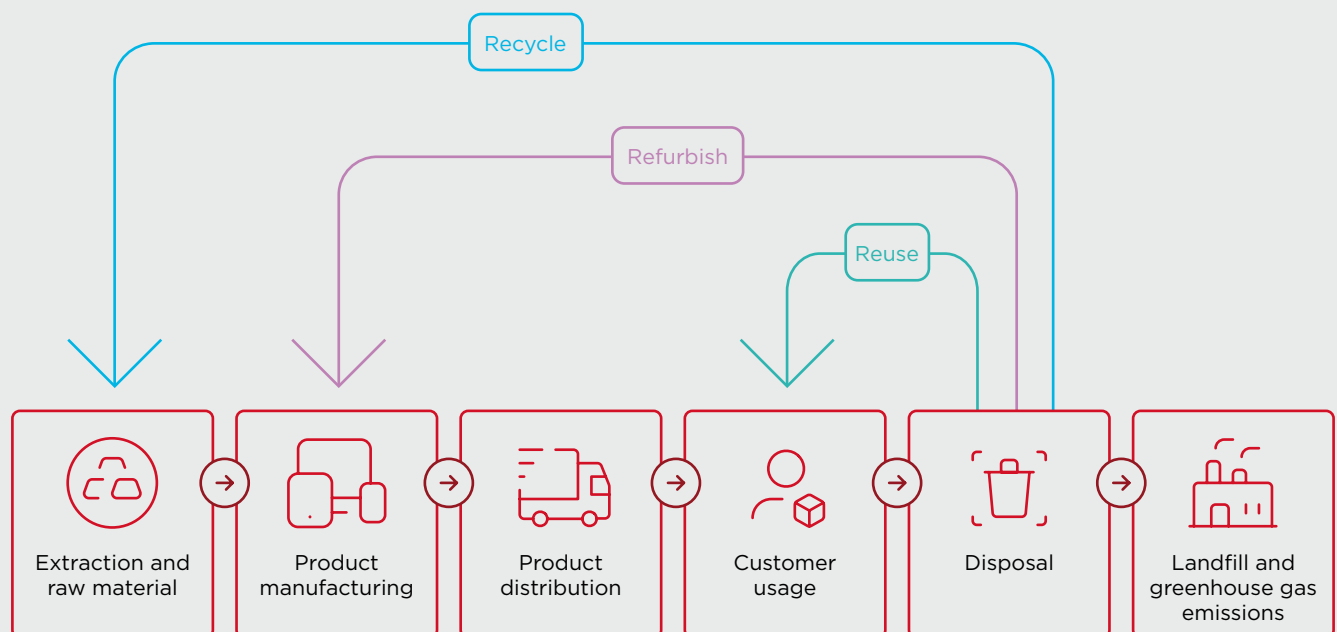 Recycle
Refurbish
Reuse
Extraction and
raw material
Product
manufacturing
Product
distribution
Customer
usage
Disposal
Landfill and
greenhouse gas
emissions